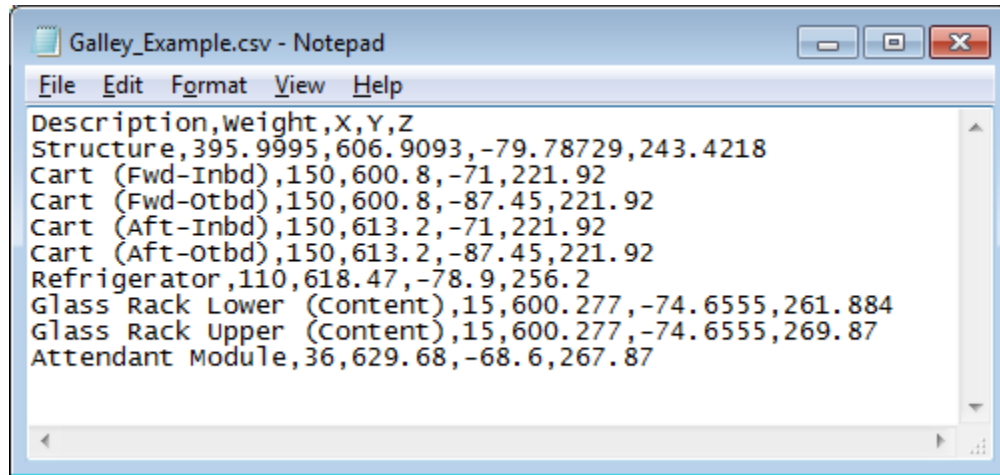 Galley_Example.csv - Notepad
File Edit Format View Help
Description,Weight,X,Y,Z
Structure,395.9995,606.9093,-79.78729,243.4218
Cart (Fwd-Inbd),150,600.8,-71,221.92
Cart (Fwd-Otbd),150,600.8,-87.45,221.92
Cart (Aft-Inbd),150,613.2,-71,221.92
Cart (Aft-Otbd),150,613.2,-87.45,221.92
Refrigerator,110,618.47,-78.9,256.2
Glass Rack Lower (Content),15,600.277,-74.6555,261.884
Glass Rack Upper (Content),15,600.277,-74.6555,269.87
Attendant Module,36,629.68,-68.6,267.87